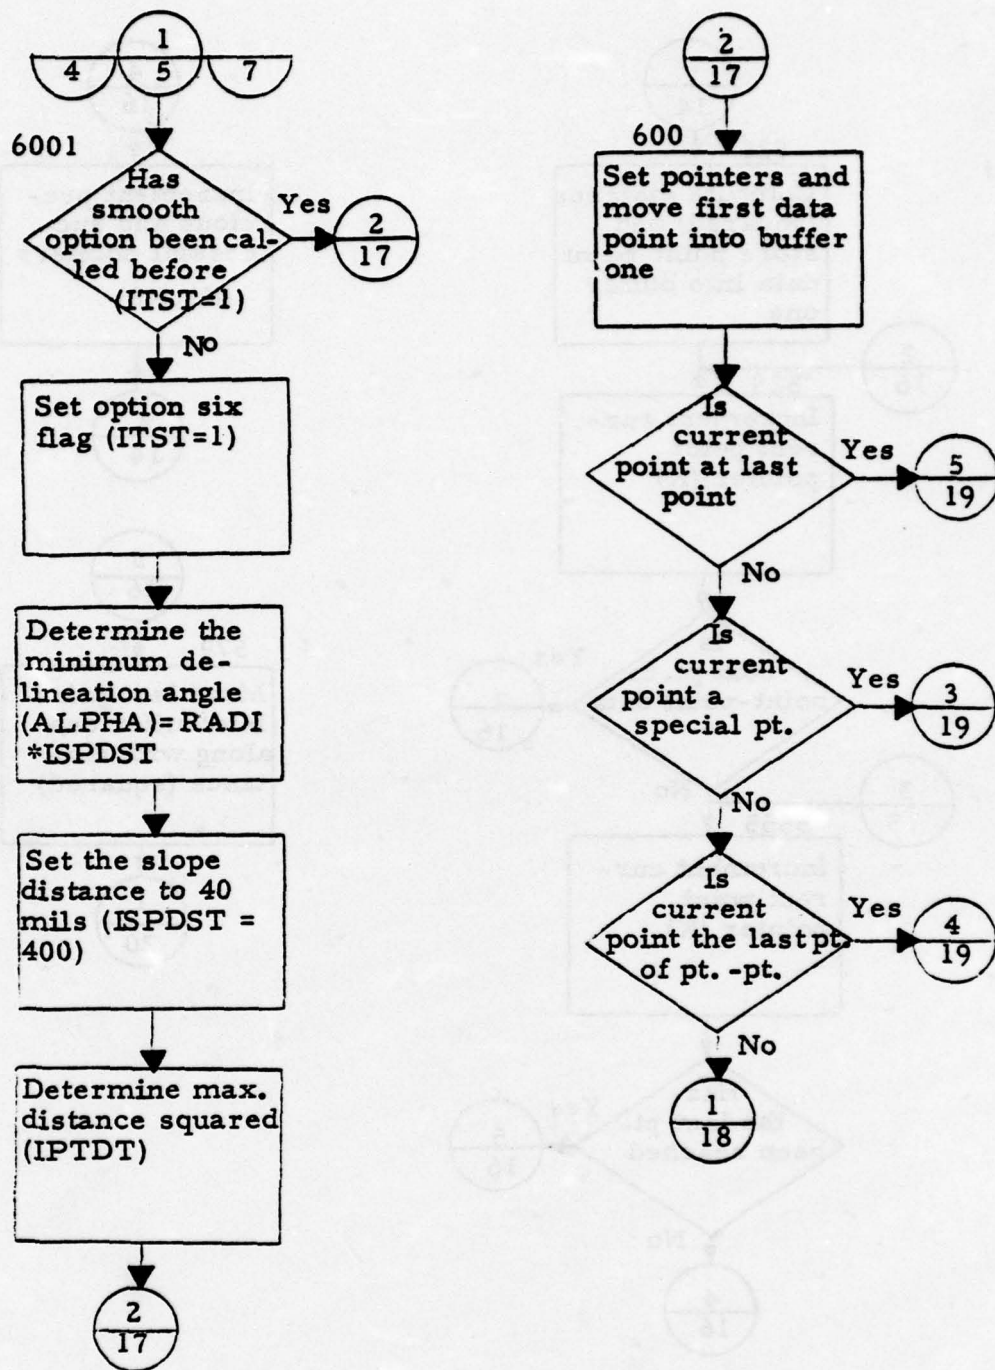 1
4 5 7
6001
Has
smooth
option been cal-
led before
(ITST=1)
Yes
2
17
No
Set option six
flag (ITST=1)
Determine the
minimum de-
lineation angle
(ALPHA)= RADI
*ISPDST
Set the slope
distance to 40
mils (ISPDST =
400)
Determine max.
distance squared
(IPTDT)
2
17
2
17
600
Set pointers and
move first data
point into buffer
one
Is
current
point at last
point
Yes
5
19
No
Is
current
point a
special pt.
Yes
3
19
No
Is
current
point the last pt.
of pt. -pt.
Yes
4
19
No
1
18